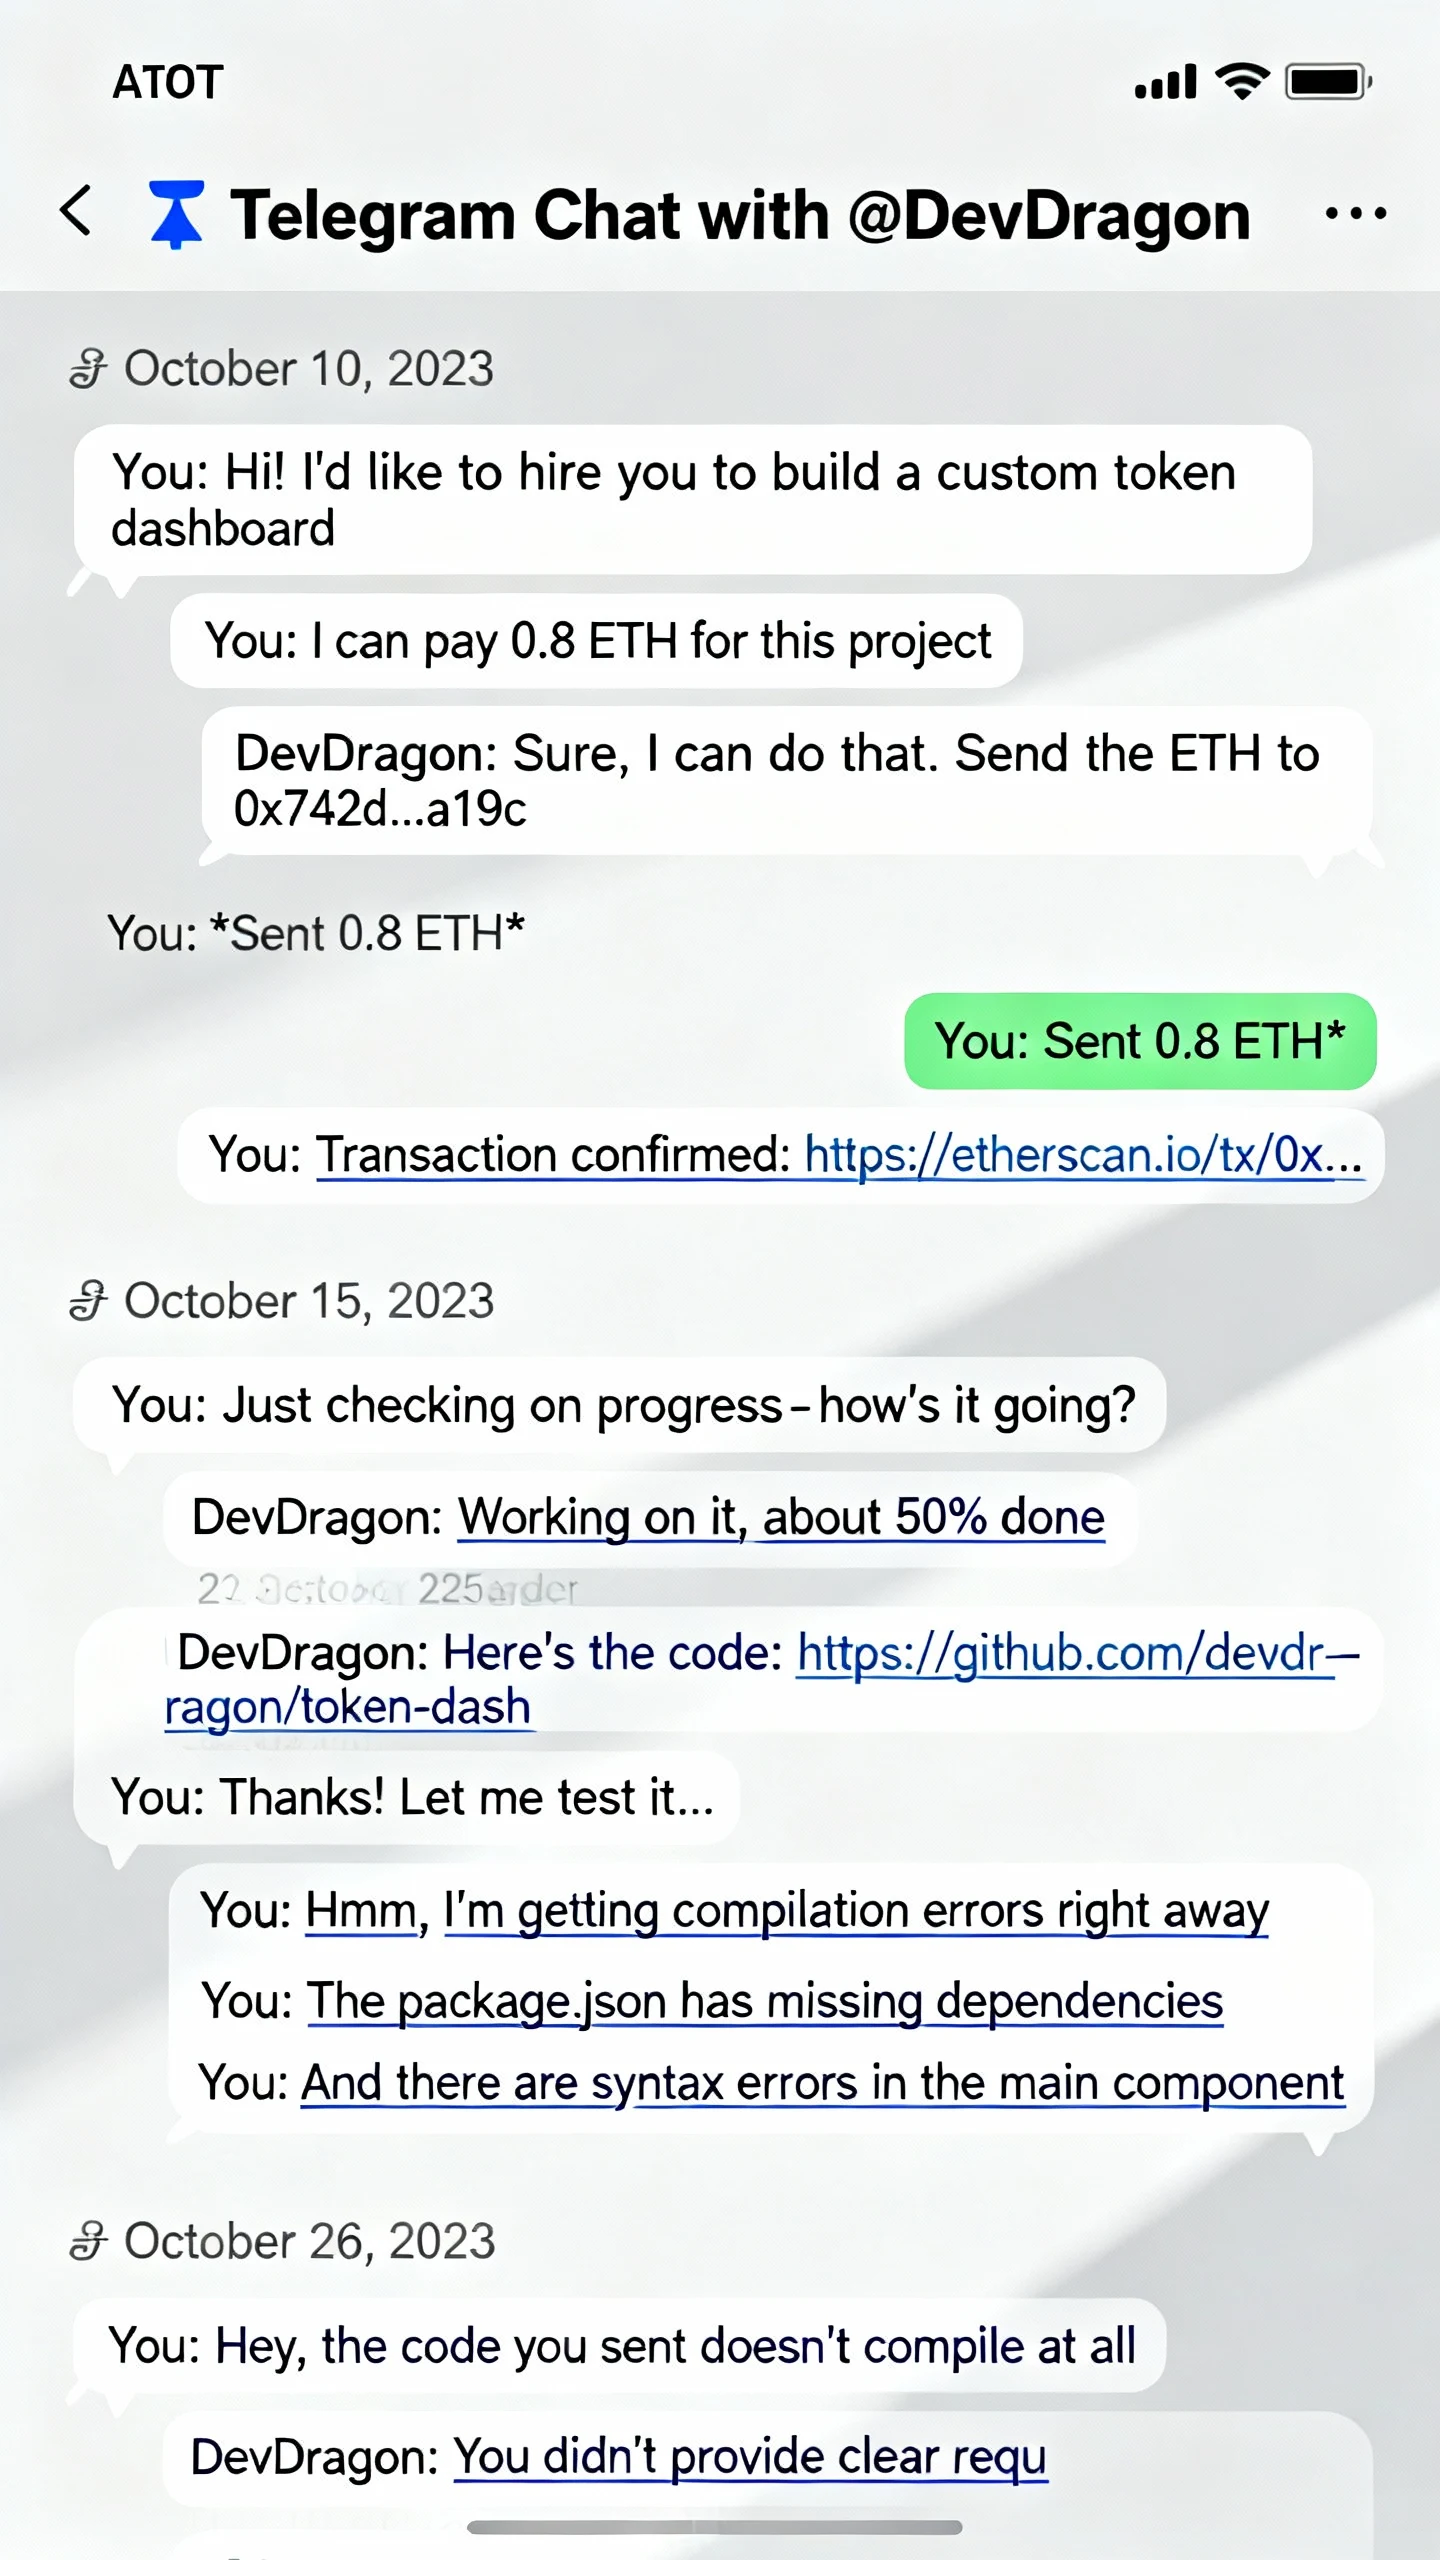 ATOT
Telegram Chat with @DevDragon
October 10, 2023
You: Hi! I'd like to hire you to build a custom token
dashboard
You: I can pay 0.8 ETH for this project
DevDragon: Sure, I can do that. Send the ETH to
0x742d...a19c
You: *Sent 0.8 ETH*
You: Sent 0.8 ETH*
You: Transaction confirmed: https://etherscan.io/tx/0x...
October 15, 2023
You: Just checking on progress – how's it going?
DevDragon: Working on it, about 50% done
DevDragon: Here's the code: https://github.com/devdr—
ragon/token-dash
You: Thanks! Let me test it...
You: Hmm, I'm getting compilation errors right away
You: The package.json has missing dependencies
You: And there are syntax errors in the main component
October 26, 2023
You: Hey, the code you sent doesn't compile at all
DevDragon: You didn't provide clear requ